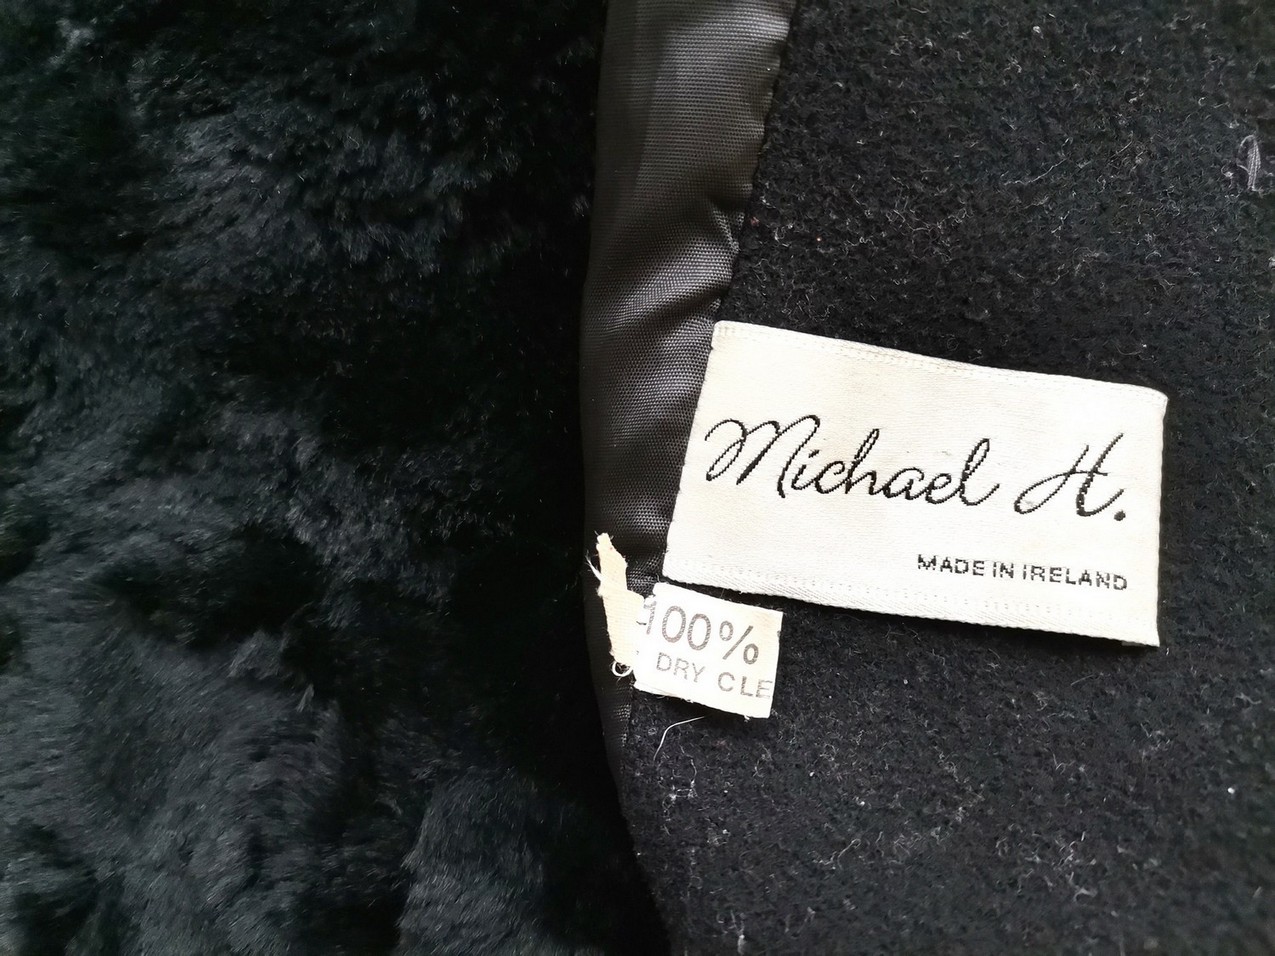 Michael H.
MADE IN IRELAND
100%
DRY CLE